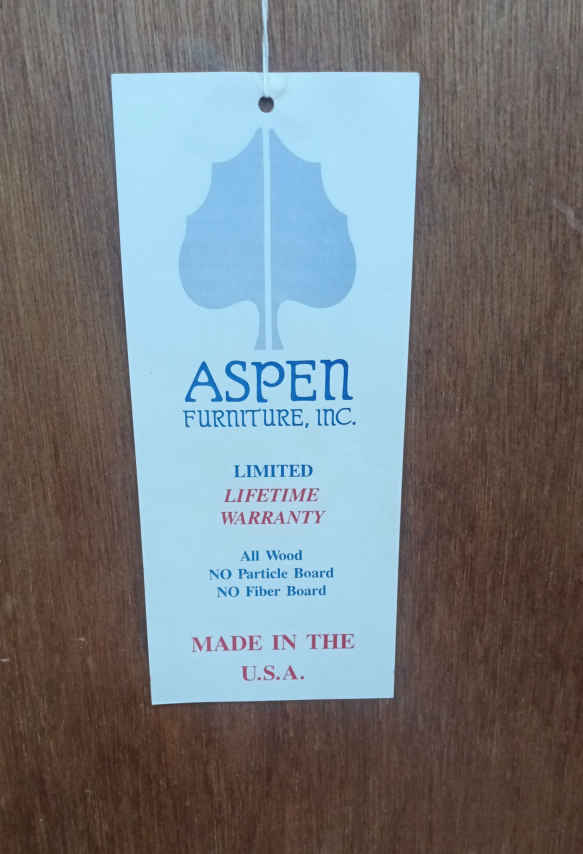 ASPEN
FURNITURE, INC.
LIMITED
LIFETIME
WARRANTY
All Wood
NO Particle Board
NO Fiber Board
MADE IN THE
U.S.A.